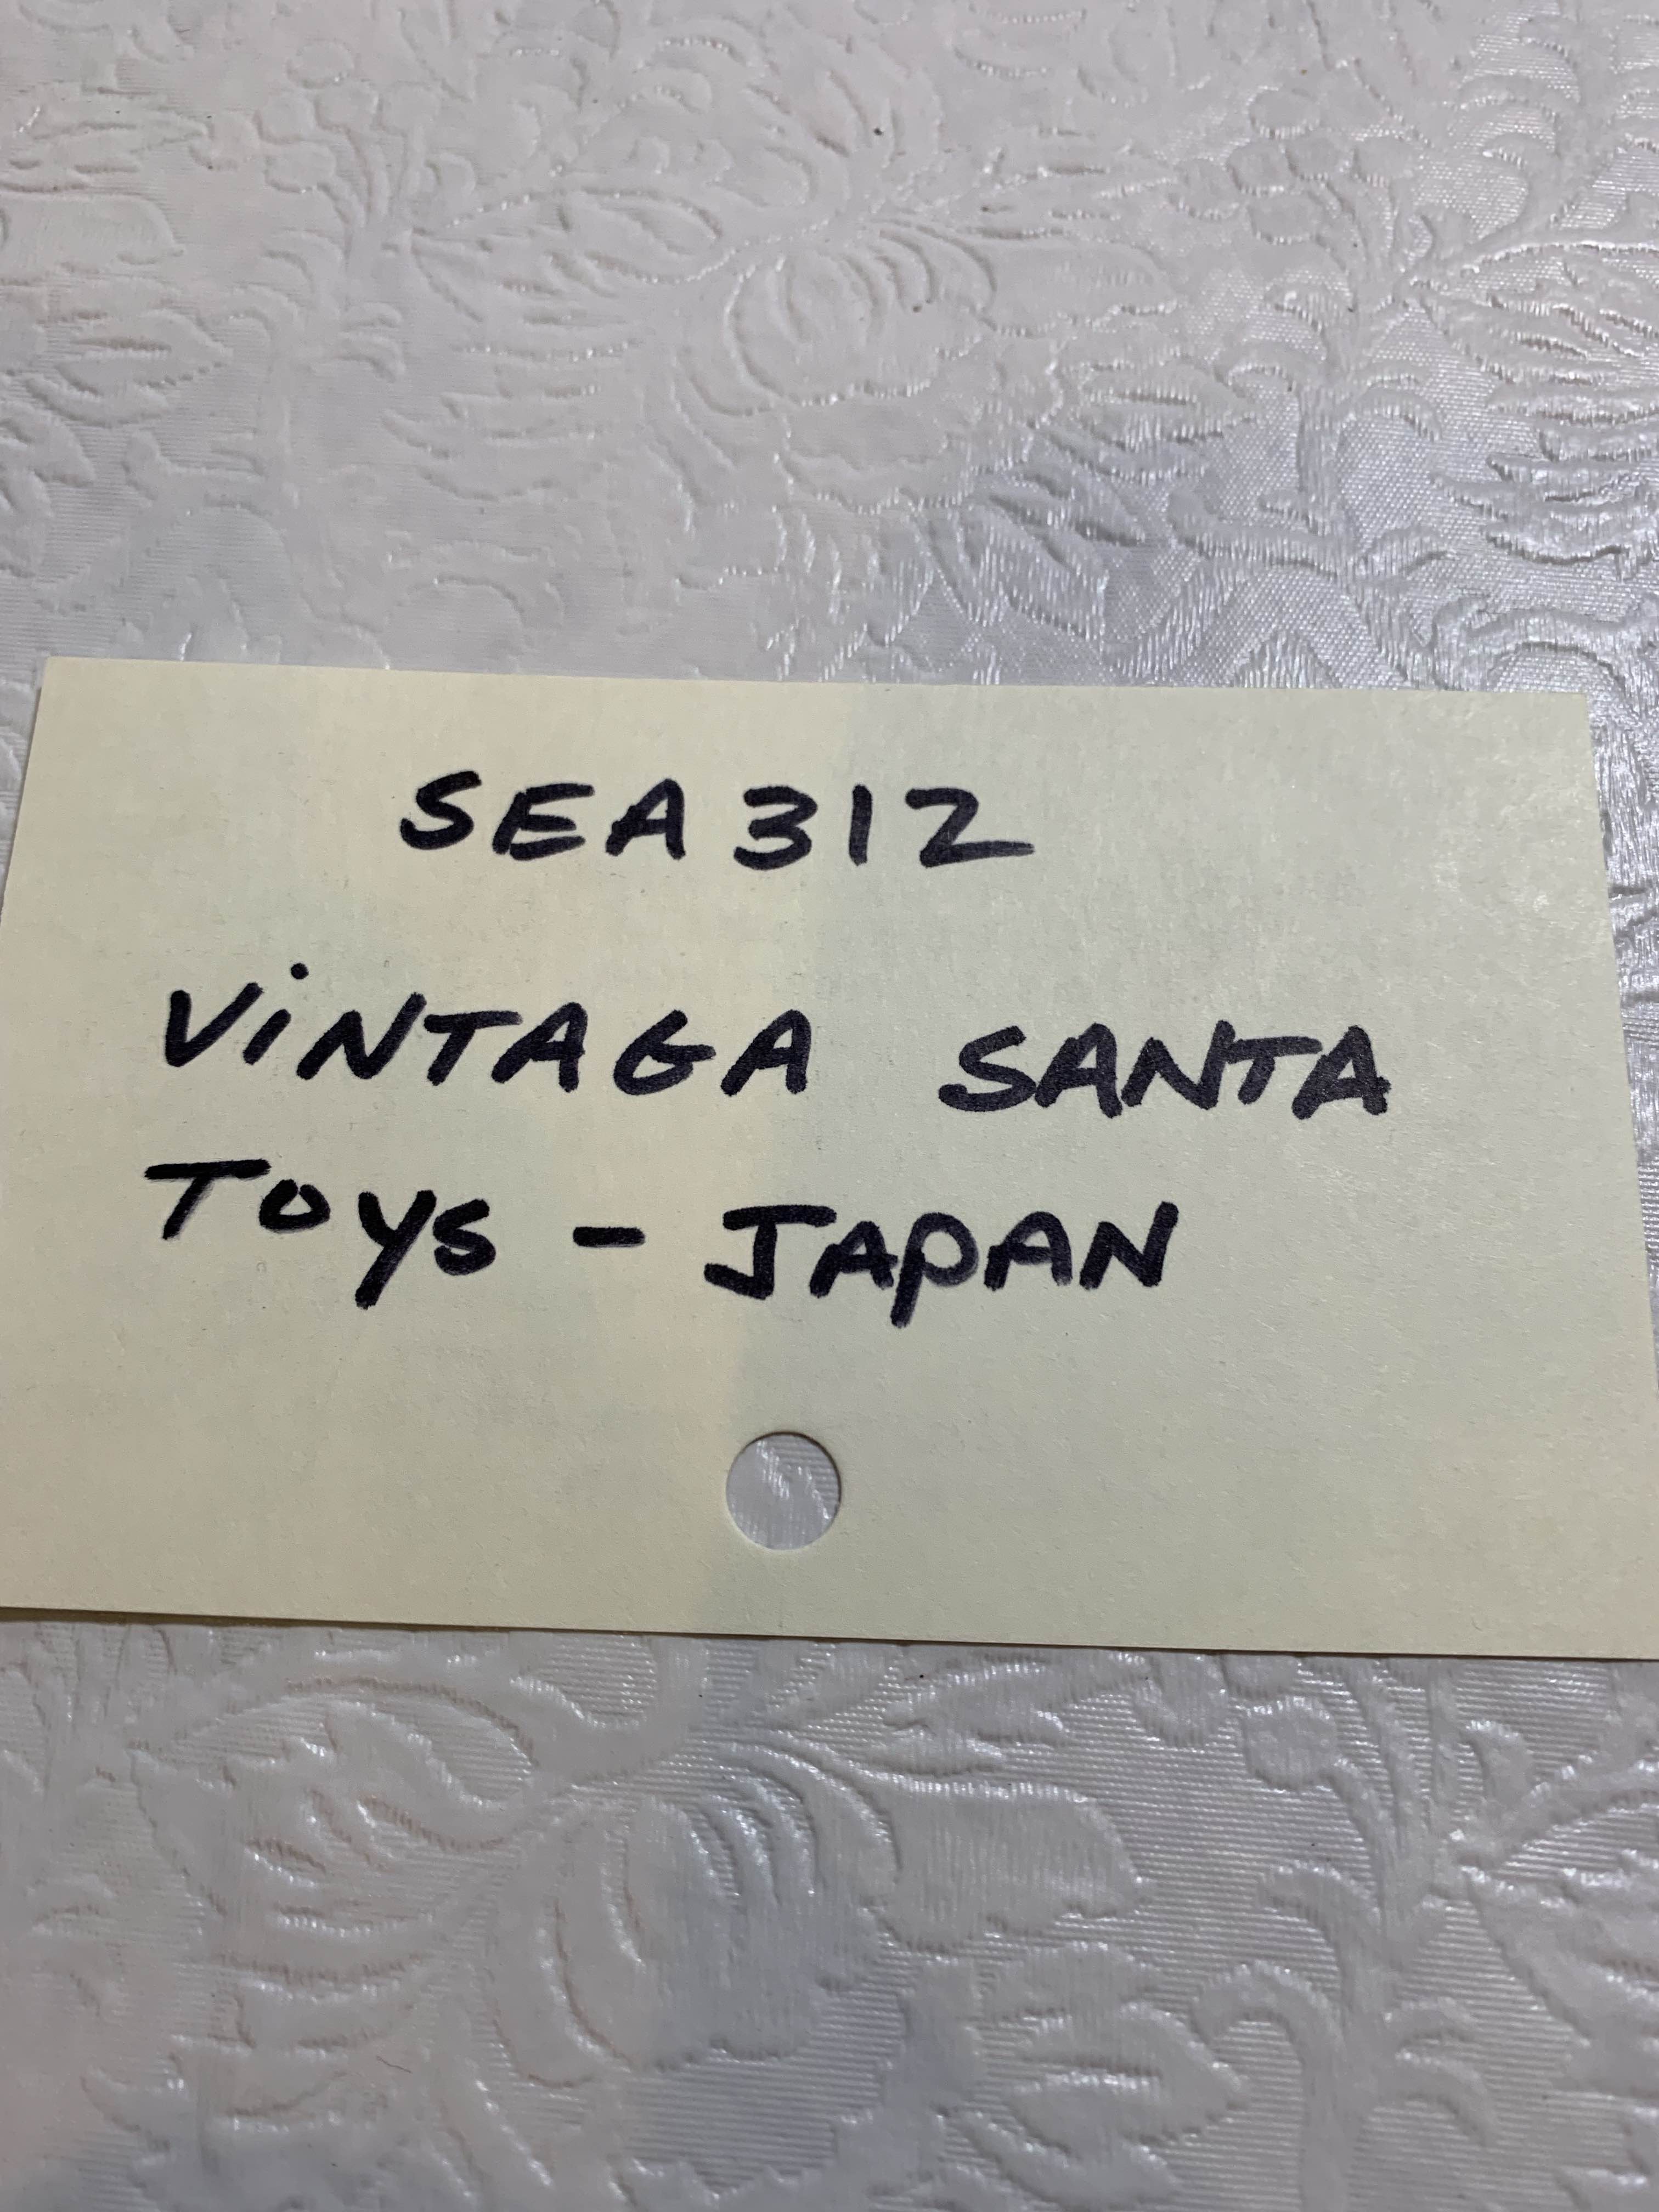 SEA312
ViNTAGA SANTA
TOYS - JAPAN